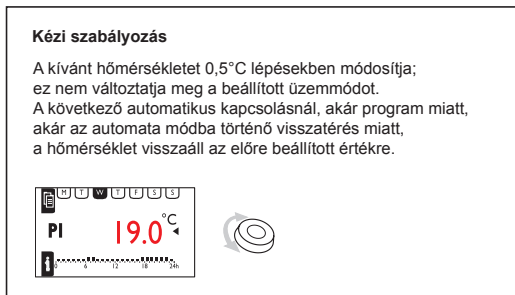 Kézi szabályozás
A kívánt hőmérsékletet 0,5°C lépésekben módosítja;
ez nem változtatja meg a beállított üzemmódot.
A következő automatikus kapcsolásnál, akár program miatt,
akár az automata módba történő visszatérés miatt,
a hőmérséklet visszaáll az előre beállított értékre.
M T W T F S S
PI 19.0°C
0 6 12 18 24h